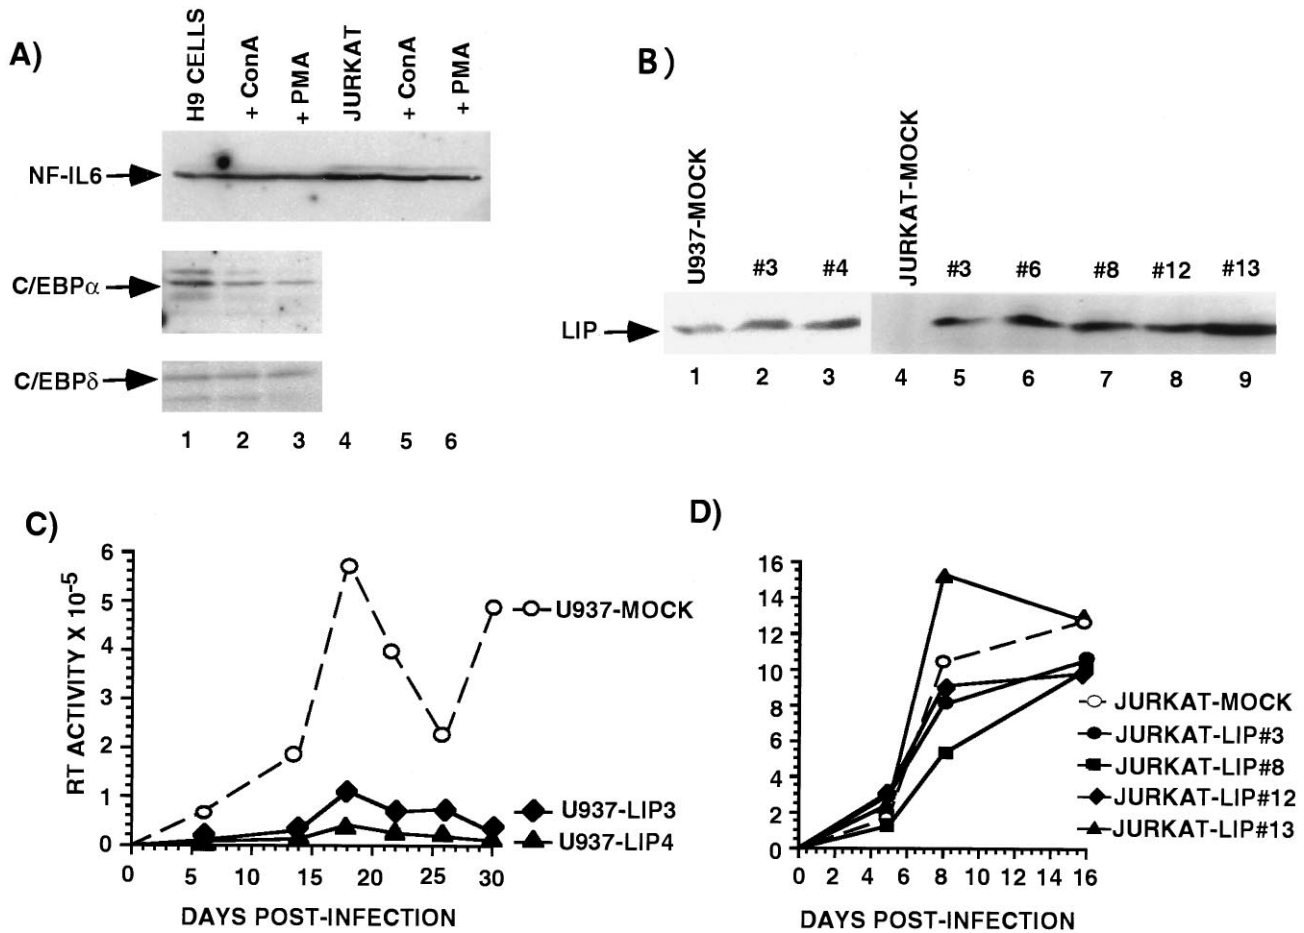 A)
H9 CELLS
+ ConA
+ PMA
JURKAT
+ ConA
+ PMA
NF-IL6
C/EBPα
C/EBPδ
1 2 3 4 5 6
B)
U937-MOCK
#3 #4
JURKAT-MOCK
#3 #6 #8 #12 #13
LIP
1 2 3 4 5 6 7 8 9
C)
RT ACTIVITY X 10-5
6
5
4
3
2
1
0
0 5 10 15 20 25 30
DAYS POST-INFECTION
U937-MOCK
U937-LIP3
U937-LIP4
D)
16
14
12
10
8
6
4
2
0
0 2 4 6 8 10 12 14 16
DAYS POST-INFECTION
JURKAT-MOCK
JURKAT-LIP#3
JURKAT-LIP#8
JURKAT-LIP#12
JURKAT-LIP#13